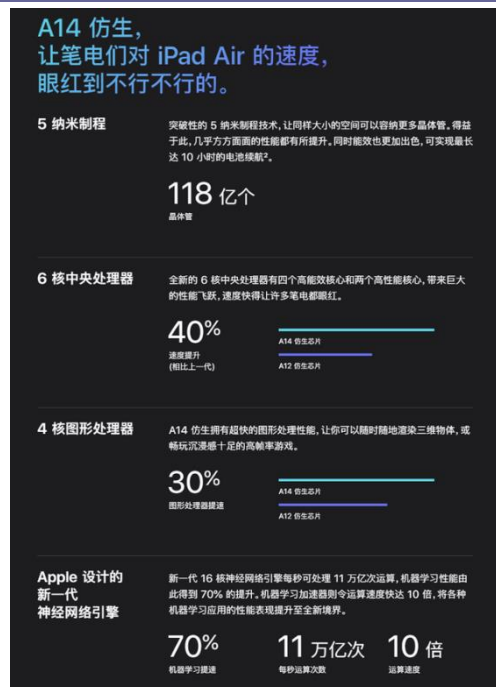 A14 仿生，
让笔电们对 iPad Air 的速度，
眼红到不行不行的。
5 纳米制程
突破性的 5 纳米制程技术，让同样大小的空间可以容纳更多晶体管。得益
于此，几乎方方面面的性能都有所提升。同时能效也更加出色，可实现最长
达 10 小时的电池续航²。
118 亿个
晶体管
6 核中央处理器
全新的 6 核中央处理器有四个高能效核心和两个高性能核心，带来巨大
的性能飞跃，速度快得让许多笔电都眼红。
40%
速度提升
(相比上一代)
A14 仿生芯片
A12 仿生芯片
4 核图形处理器
A14 仿生拥有超快的图形处理性能，让你可以随时随地渲染三维物体，或
畅玩沉浸感十足的高帧率游戏。
30%
图形处理器提速
A14 仿生芯片
A12 仿生芯片
Apple 设计的
新一代
神经网络引擎
新一代 16 核神经网络引擎每秒可处理 11 万亿次运算，机器学习性能由
此得到 70% 的提升。机器学习加速器则令运算速度快达 10 倍，将各种
机器学习应用的性能表现提升至全新境界。
70%
机器学习提速
11 万亿次
每秒运算次数
10 倍
运算速度